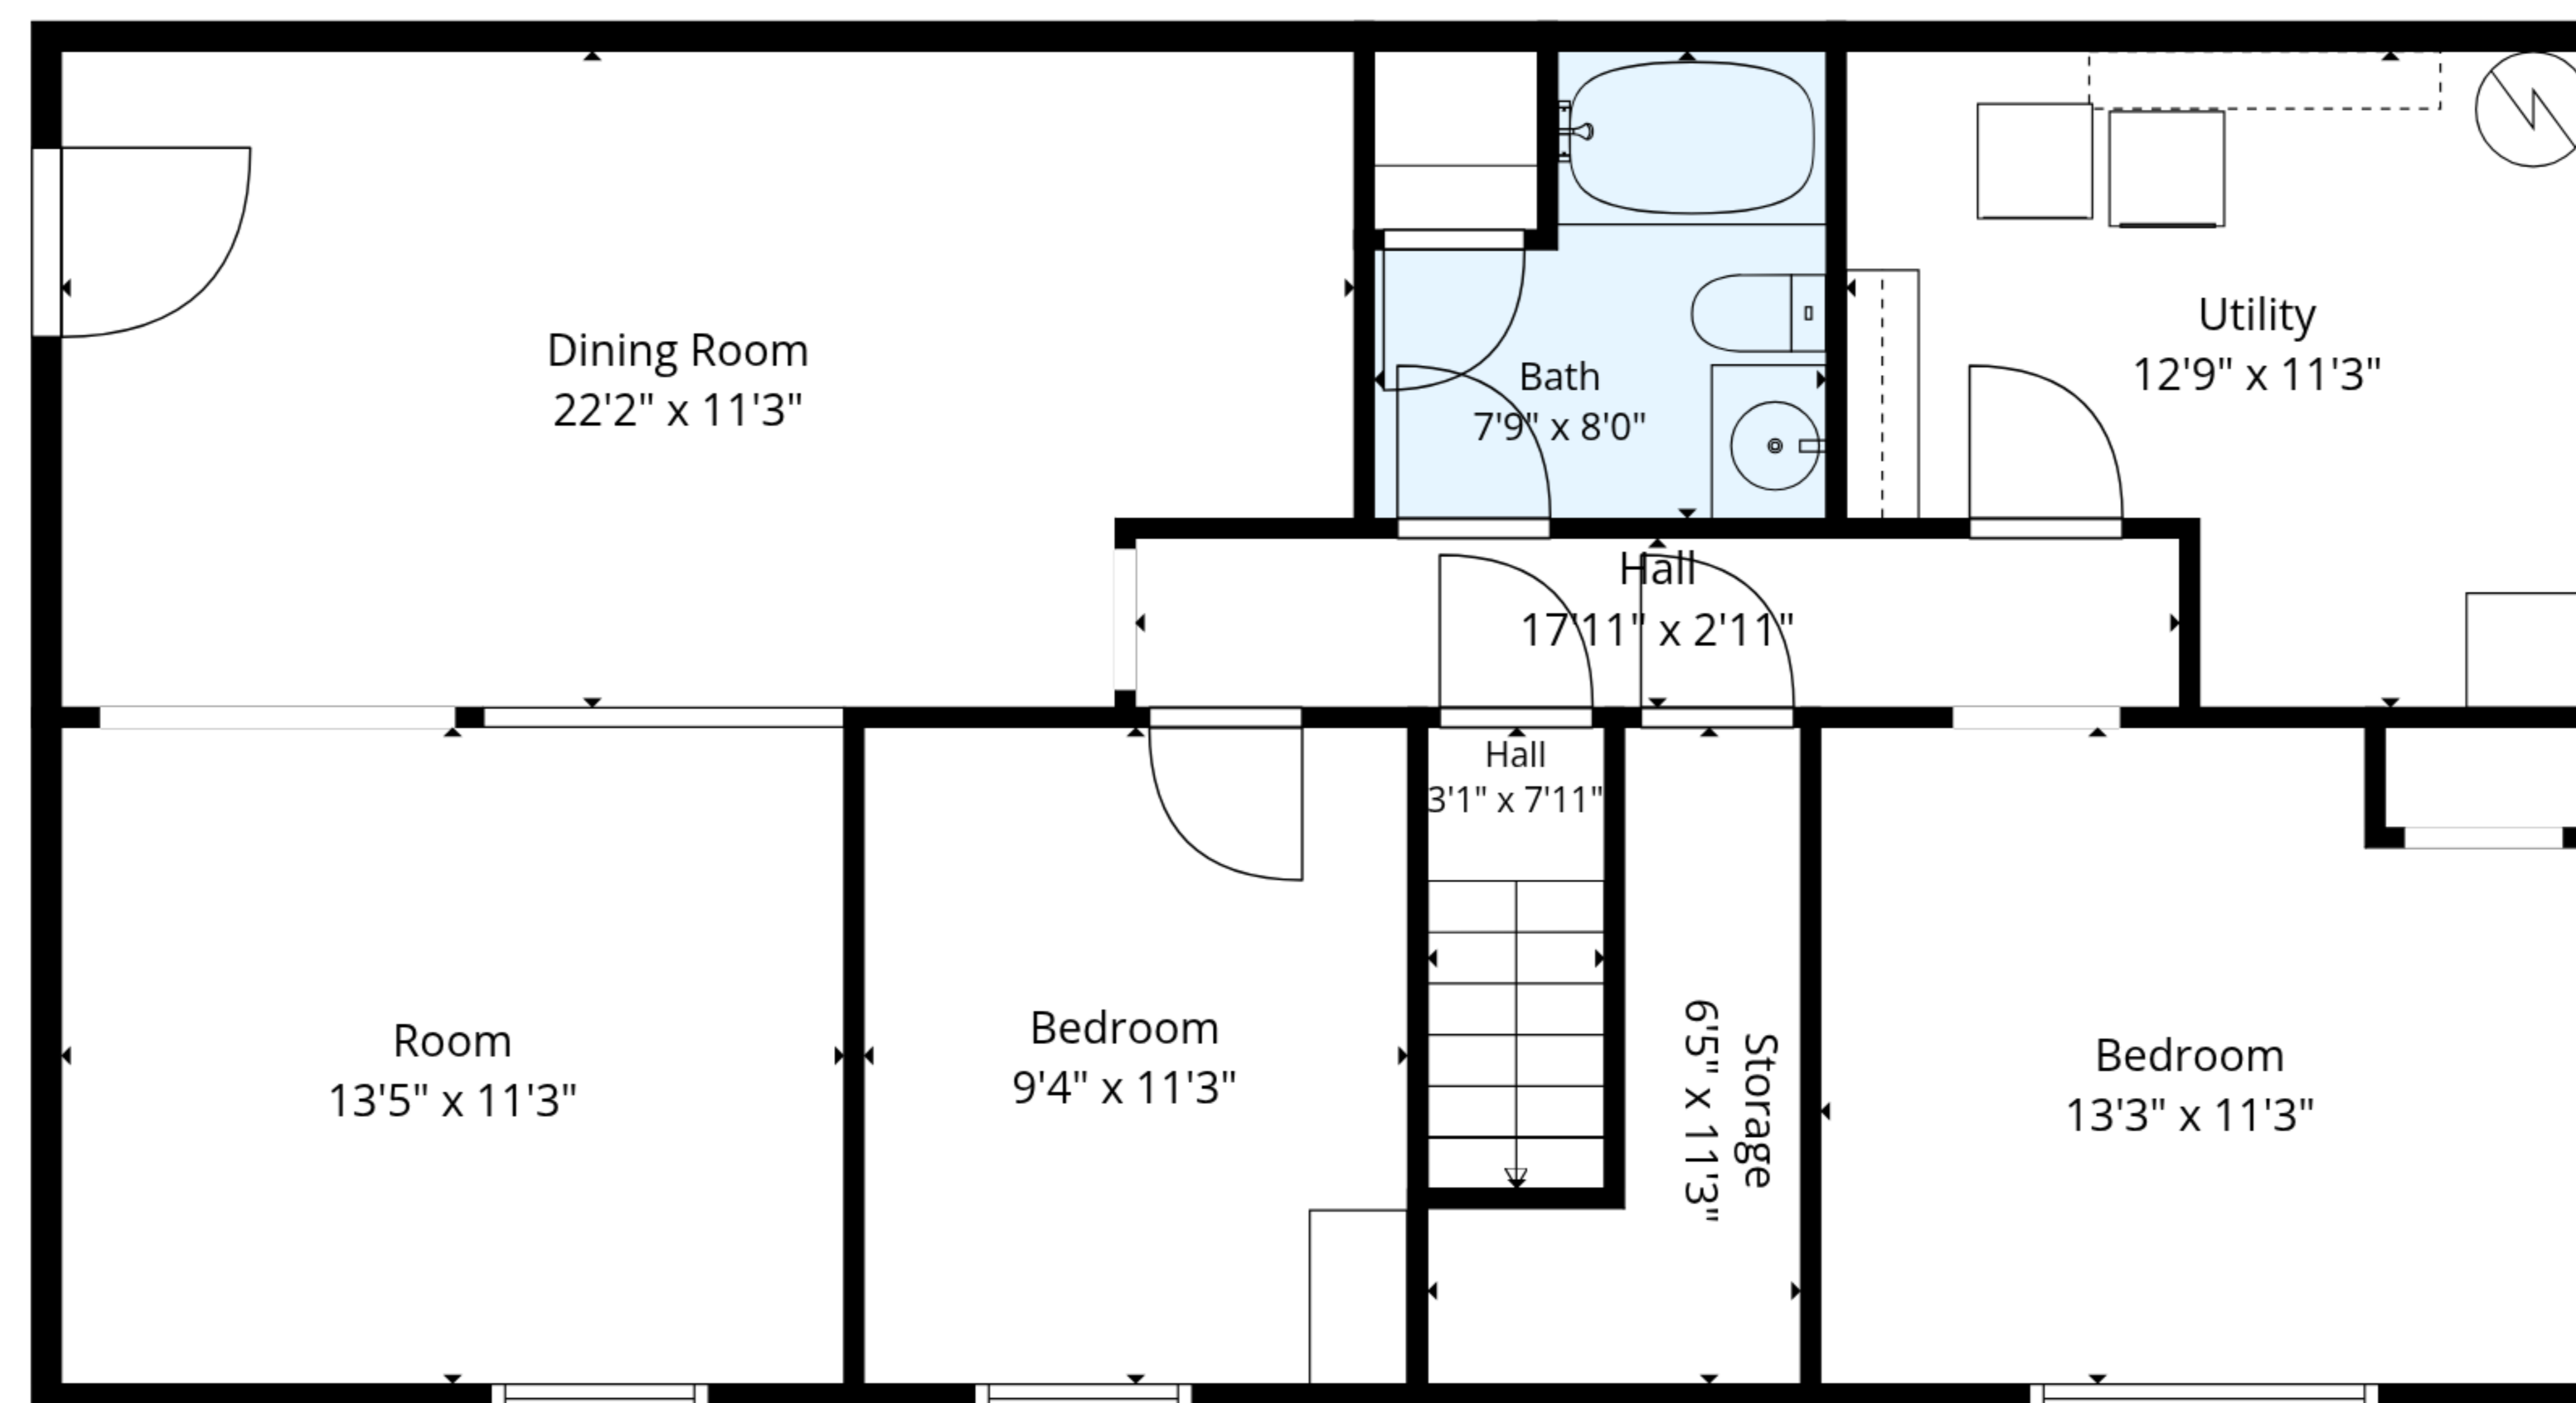 Dining Room
22'2" x 11'3"
Bath
7'9" x 8'0"
Utility
12'9" x 11'3"
Hall
17'11" x 2'11"
Hall
3'1" x 7'11"
Room
13'5" x 11'3"
Bedroom
9'4" x 11'3"
Storage
6'5" x 11'3"
Bedroom
13'3" x 11'3"